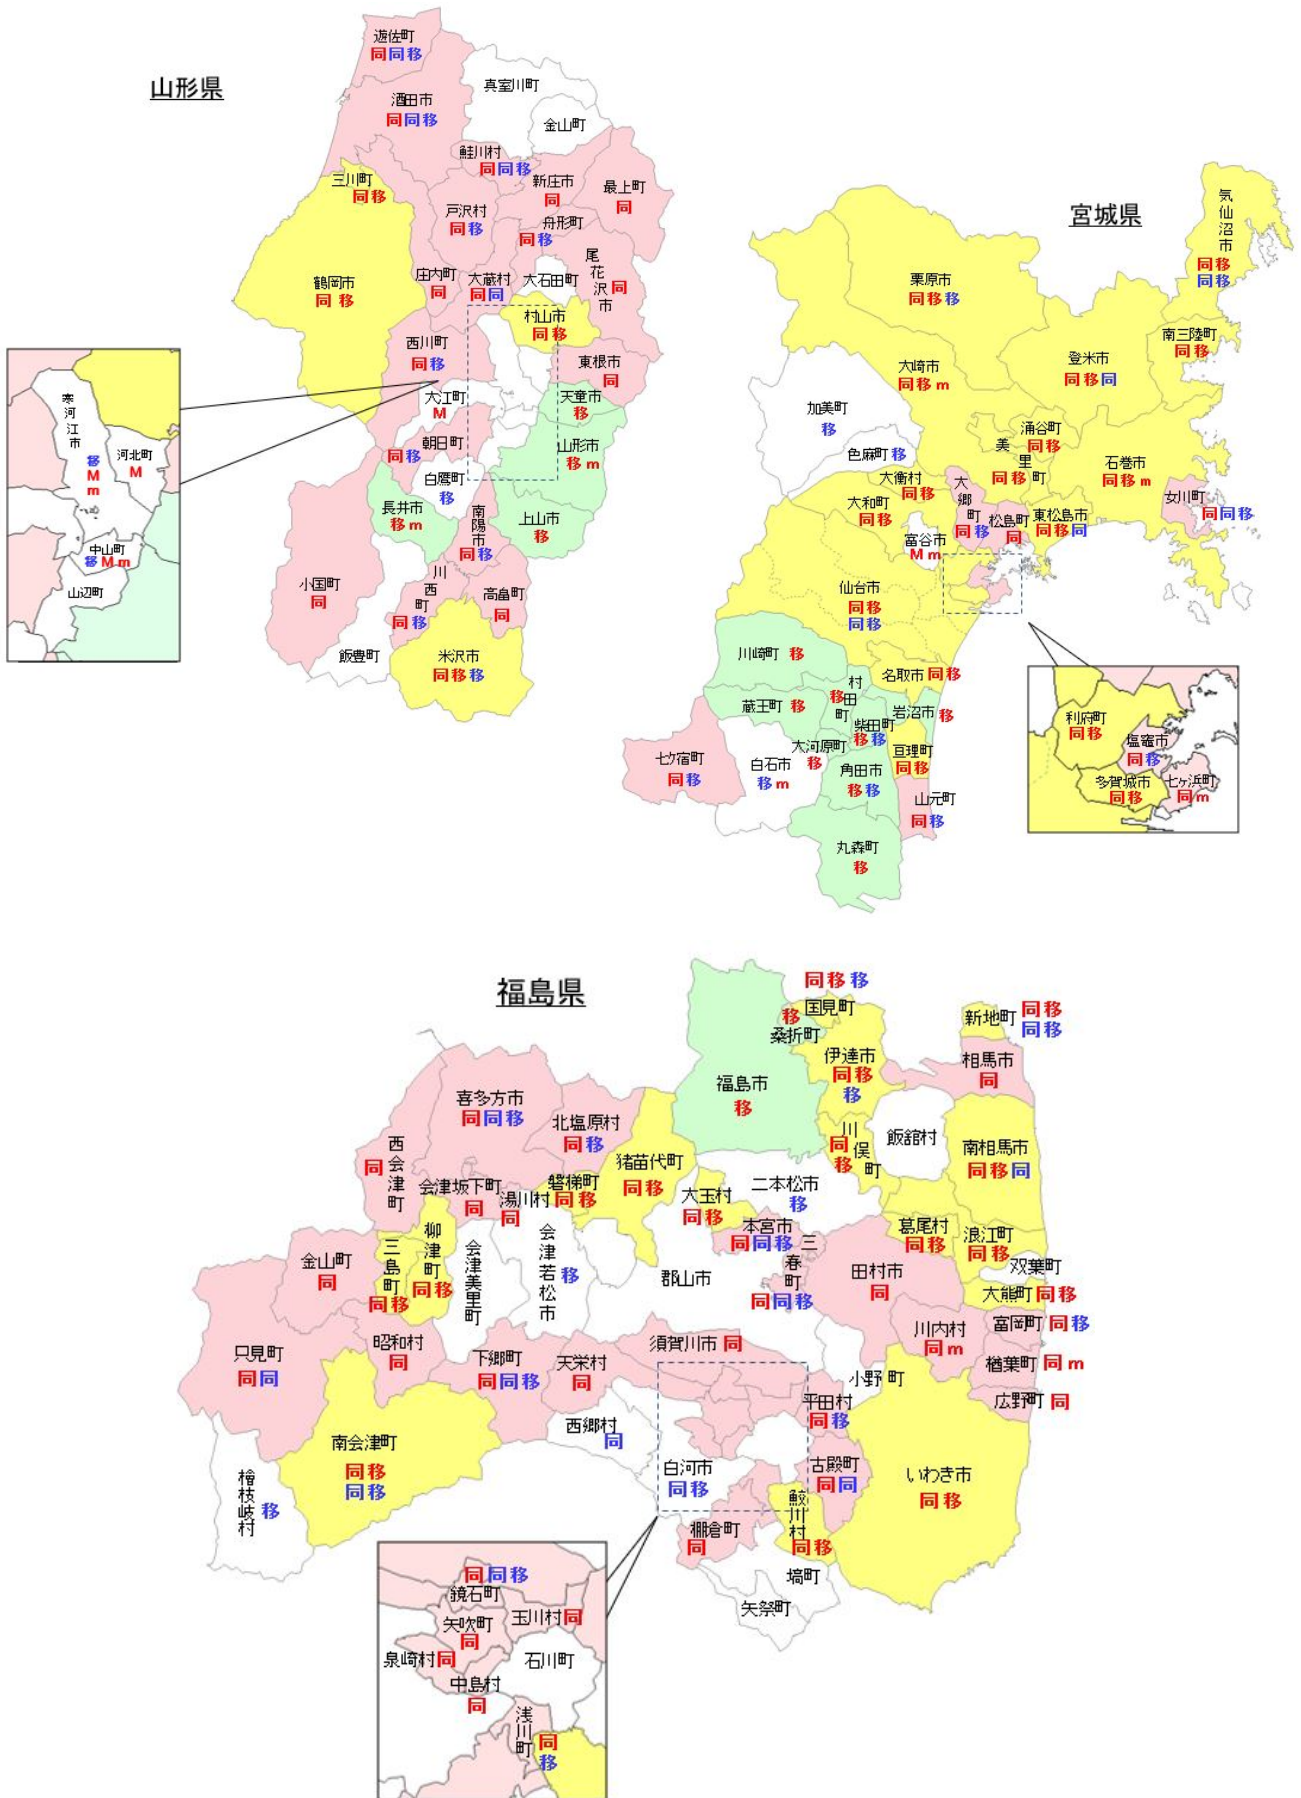 山形県
遊佐町
同同移
酒田市
同同移
真室川町
金山町
鮭川村
同同移
新庄市
同
最上町
同
三川町
同移
戸沢村
同移
舟形町
同移
鶴岡市
同移
庄内町
同
大蔵村
同同
大石田町
尾花沢市
同
村山市
同移
西川町
同移
東根市
同
大江町
M
天童市
移
朝日町
同移
山形市
移m
白鷹町
移
長井市
移m
南陽市
同移
上山市
移
小国町
同
川西町
同移
高畠町
同
飯豊町
米沢市
同移移
寒河江市
移
M
m
河北町
M
中山町
移Mm
山辺町
宮城県
気仙沼市
同移
同移
栗原市
同移移
南三陸町
同移
登米市
同移同
大崎市
同移m
加美町
移
色麻町 移
涌谷町
同移
美里町
同移
石巻市
同移m
大衡村
同移
大和町
同移
大郷町
同移
松島町
同
東松島市
同移同
女川町
同同移
富谷市
Mm
仙台市
同移
同移
川崎町 移
名取市 同移
村田町
移
蔵王町 移
柴田町
移移
岩沼市 移
大河原町
移
亘理町
同移
七ケ宿町
同移
白石市
移m
角田市
移移
山元町
同移
丸森町
移
利府町
同移
塩竈市
同移
多賀城市
同移
七ヶ浜町
同m
福島県
同移移
国見町
移
桑折町
新地町
同移
同移
伊達市
同移
移
相馬市
同
福島市
移
喜多方市
同同移
北塩原村
同移
川俣町
同
移
飯舘村
南相馬市
同移同
西会津町
同
猪苗代町
同移
会津坂下町
同
湯川村
同
磐梯町
同移
大玉村
同移
二本松市
移
本宮市
同同移
三春町
同同移
葛尾村
同移
浪江町
同移
双葉町
柳津町
同移
三島町
同移
会津美里町
会津若松市
移
郡山市
金山町
同
田村市
同
大熊町 同移
川内村
同m
富岡町 同移
昭和村
同
只見町
同同
下郷町
同同移
天栄村
同
須賀川市 同
楢葉町 同m
小野町
広野町 同
平田村
同移
西郷村
同
南会津町
同移
同移
白河市
同移
古殿町
同同
いわき市
同移
檜枝岐村
移
鮫川村
同移
棚倉町
同
塙町
矢祭町
同同移
鏡石町
矢吹町
同
玉川村 同
泉崎村 同
石川町
中島村
同
浅川町
同
移